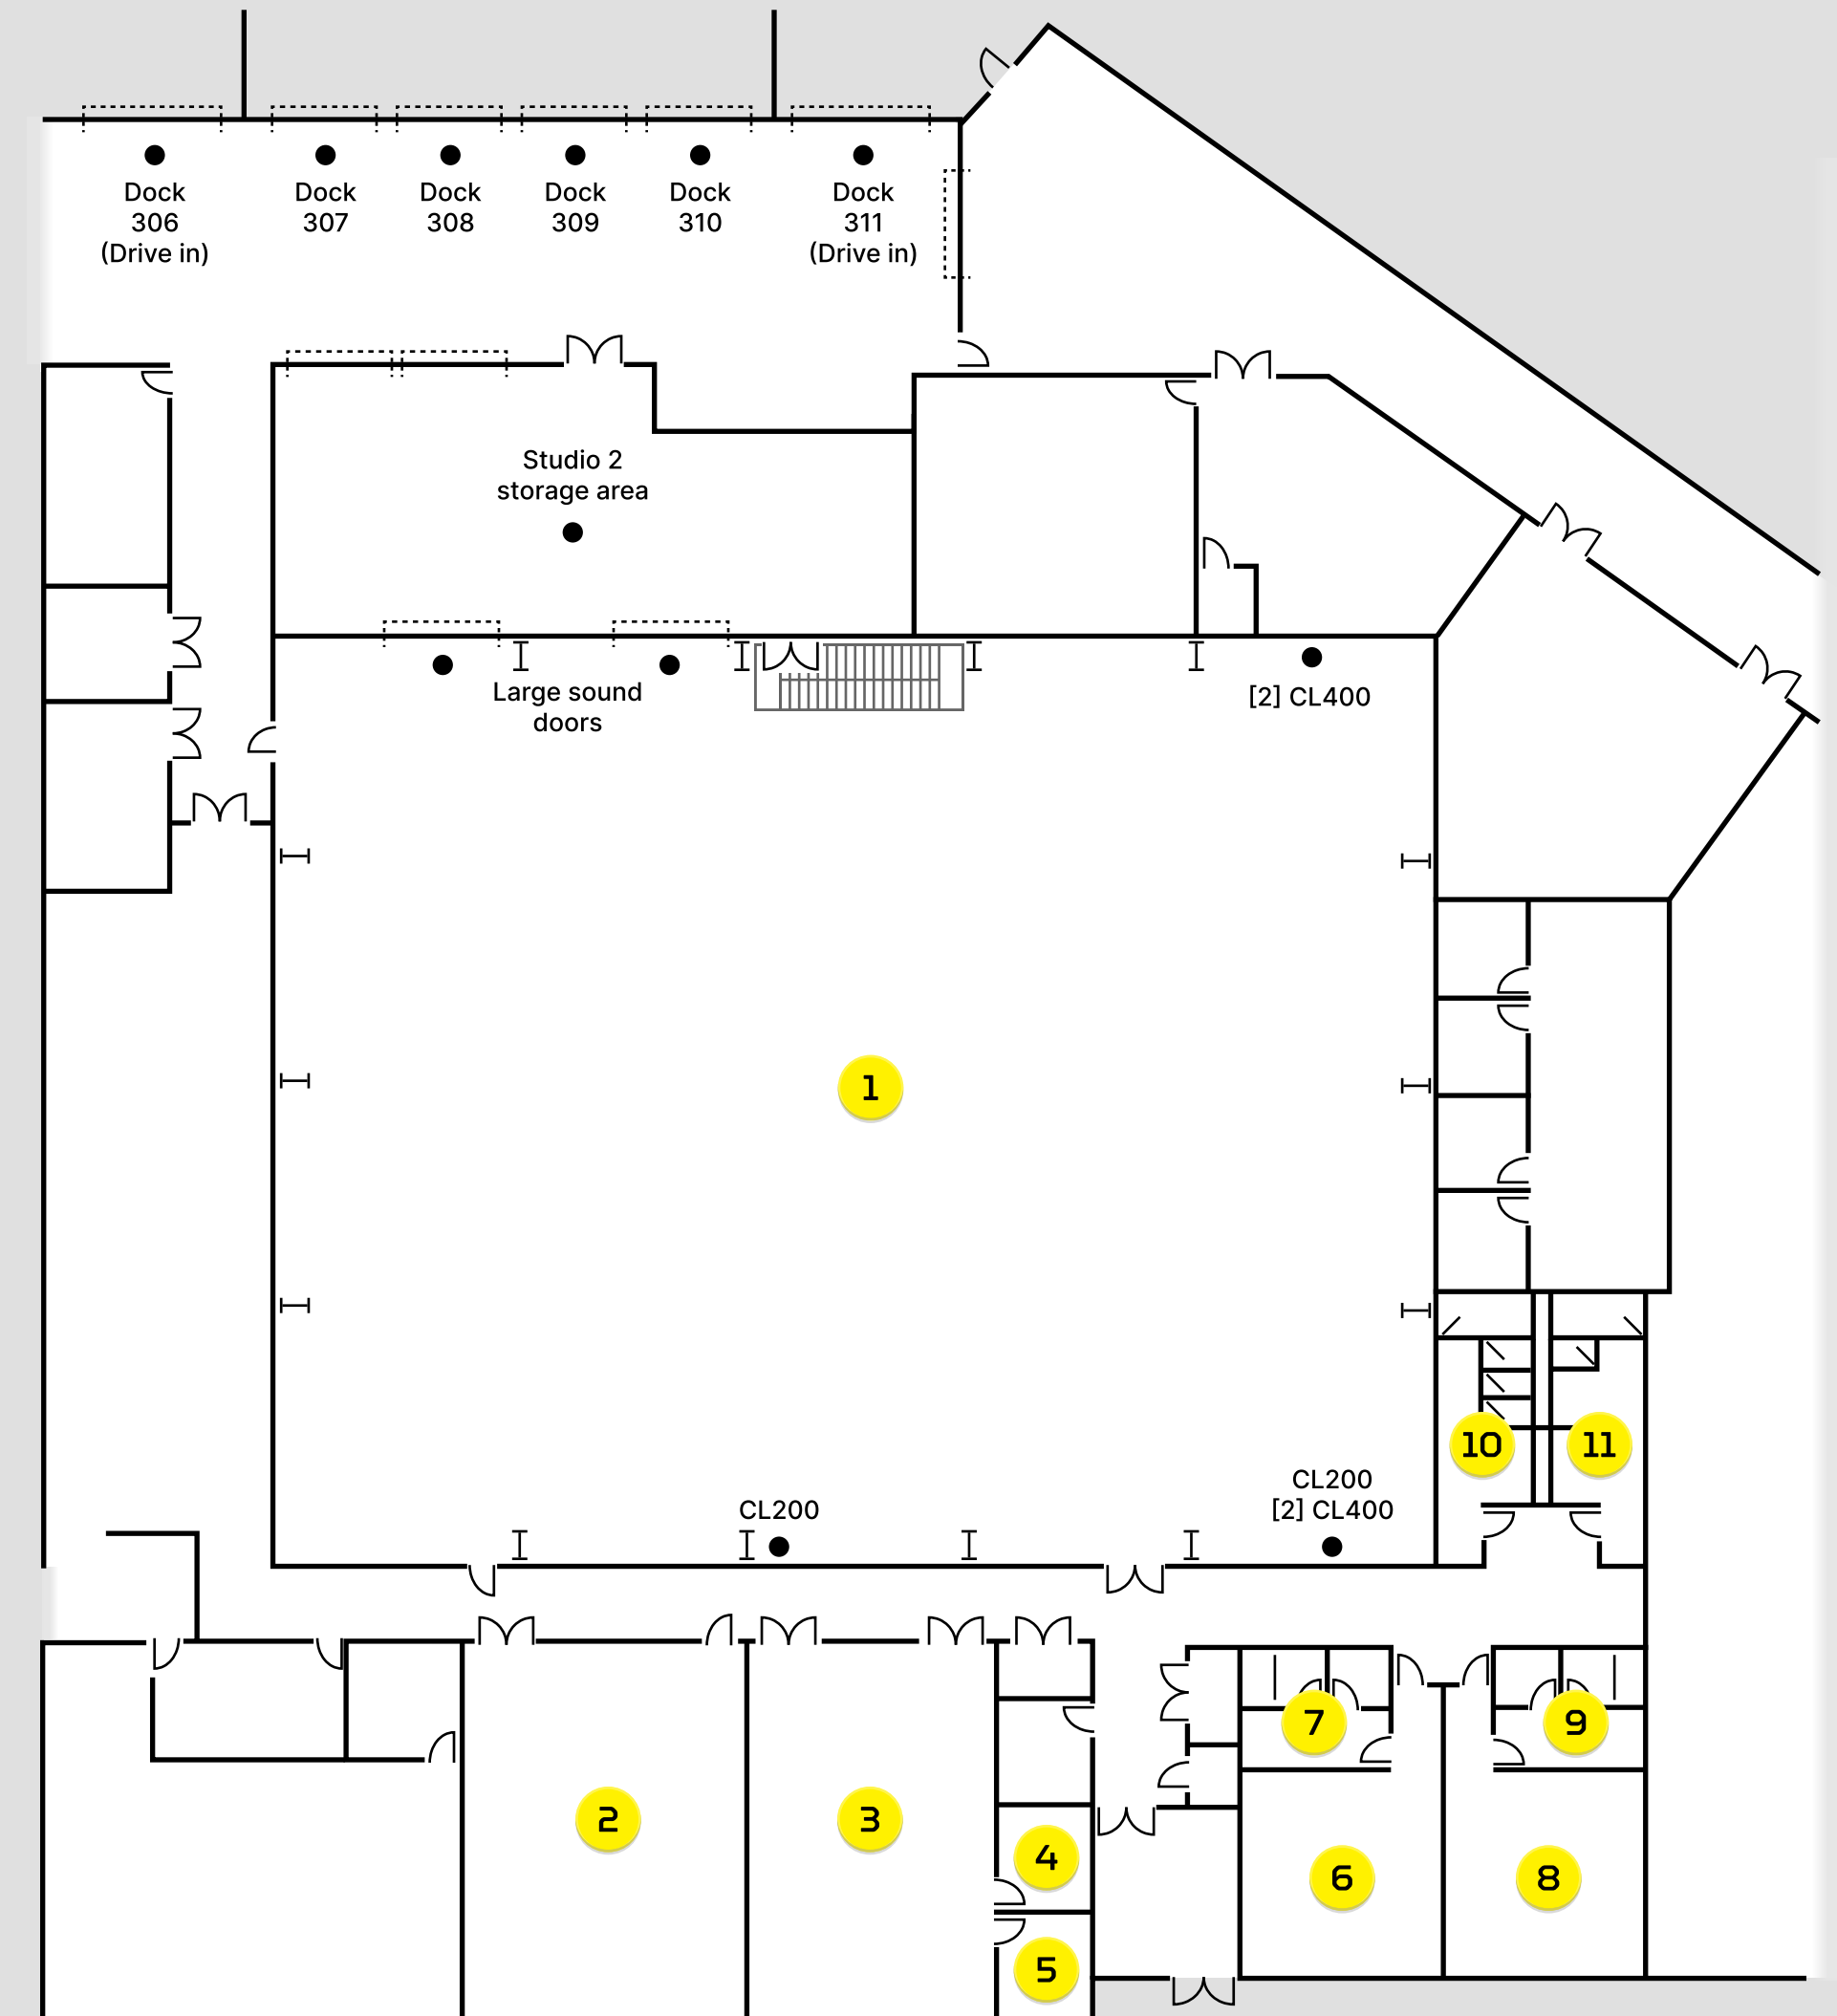 Dock
306
(Drive in)
Dock
307
Dock
308
Dock
309
Dock
310
Dock
311
(Drive in)
Studio 2
storage area
Large sound
doors
[2] CL400
1
10
11
CL200
CL200
[2] CL400
2
3
4
5
6
7
8
9